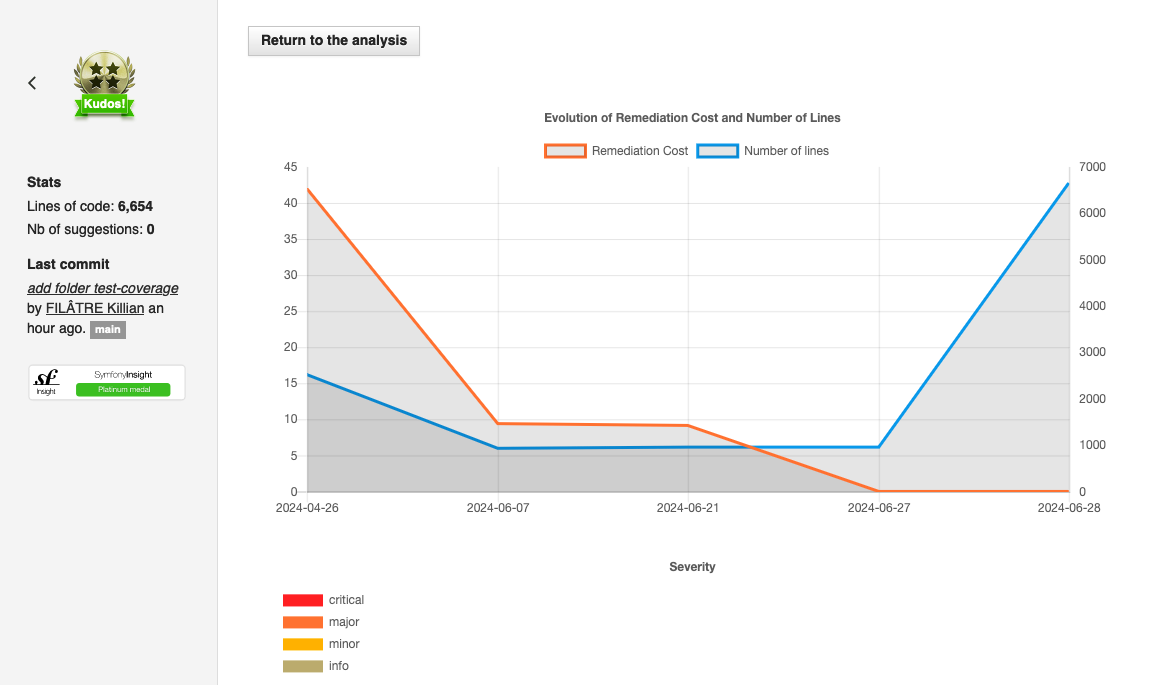 Return to the analysis
Kudos!
Stats
Lines of code: 6,654
Nb of suggestions: 0
Last commit
add folder test-coverage
by FILÂTRE Killian an
hour ago. main
sf
Insight
SymfonyInsight
Platinum medal
Evolution of Remediation Cost and Number of Lines
Remediation Cost Number of lines
45 7000
40 6000
35 5000
30 4000
25
20 3000
15 2000
10 1000
5
0 0
2024-04-26 2024-06-07 2024-06-21 2024-06-27 2024-06-28
Severity
critical
major
minor
info